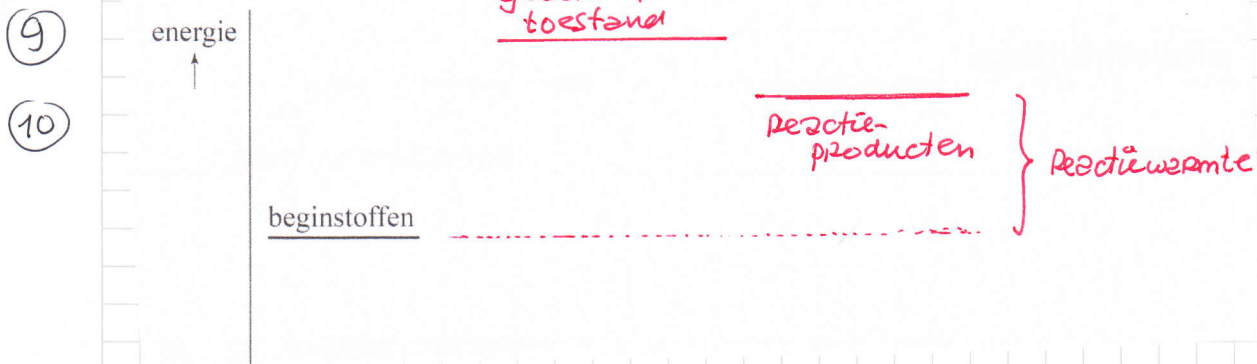 9
energie
toestand
10
Reactie-
producten
Reactiewarmte
beginstoffen